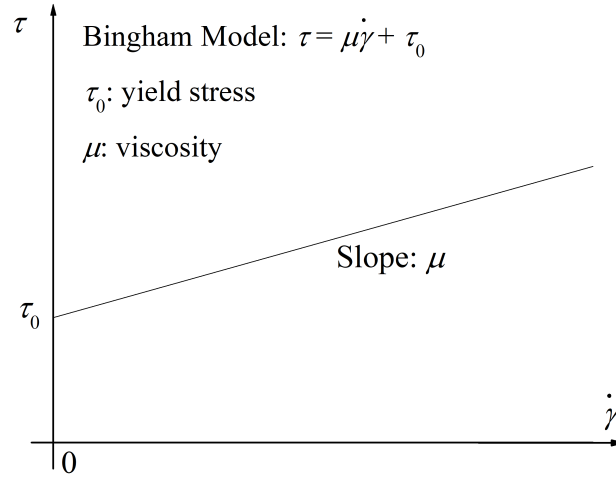 τ
Bingham Model: τ = μγ̇ + τ₀
τ₀: yield stress
μ: viscosity
Slope: μ
τ₀
γ̇
0